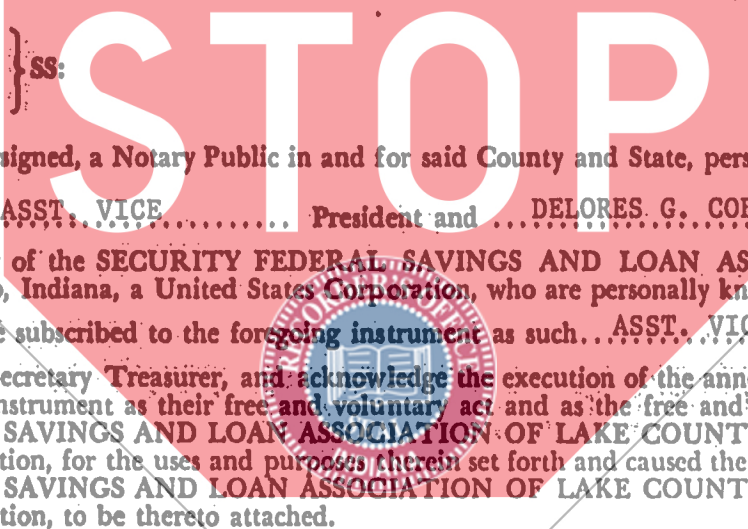 STOP
SS:
signed, a Notary Public in and for said County and State, pers
ASST. VICE President and DELORES G.
of the SECURITY FEDERAL SAVINGS AND LOAN AS
, Indiana, a United States Corporation, who are personally kn
subscribed to the foregoing instrument as such... ASST. VIC
ecretary Treasurer, and acknowledge the execution of the ann
nstrument as their free and voluntary act and as the free and
SAVINGS AND LOAN ASSOCIATION OF LAKE COUNT
tion, for the uses and purposes therein set forth and caused the
SAVINGS AND LOAN ASSOCIATION OF LAKE COUNT
tion, to be thereto attached.